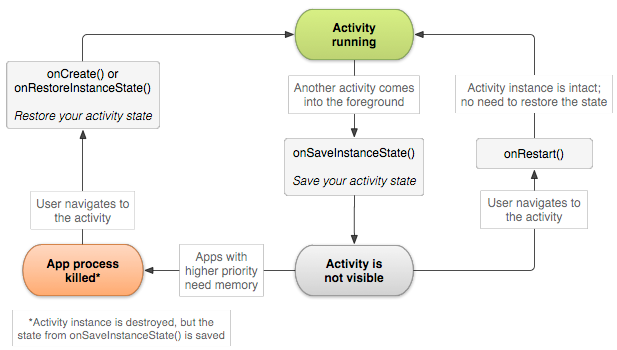 Activity
running
onCreate() or
onRestoreInstanceState()
Restore your activity state
Another activity comes
into the foreground
Activity instance is intact;
no need to restore the state
onSaveInstanceState()
Save your activity state
onRestart()
User navigates to
the activity
User navigates to
the activity
App process
killed*
Apps with
higher priority
need memory
Activity is
not visible
*Activity instance is destroyed, but the
state from onSaveInstanceState() is saved